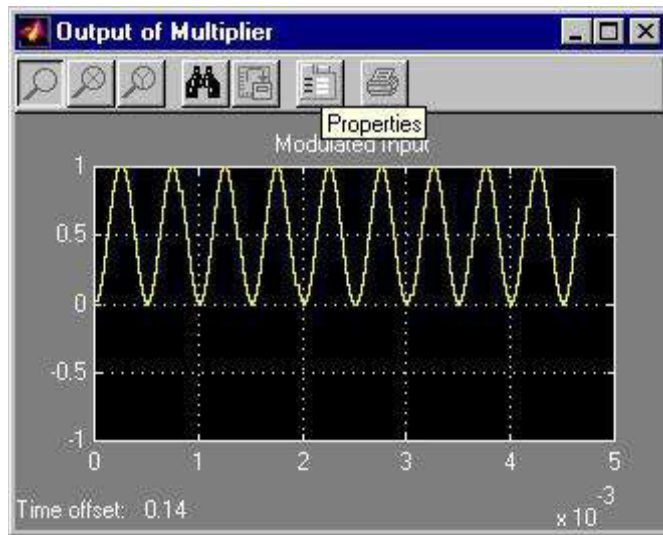 Output of Multiplier
Properties
Modulated Input
1
0.5
0
-0.5
-1
0 1 2 3 4 5
Time offset: 0.14
x 10-3